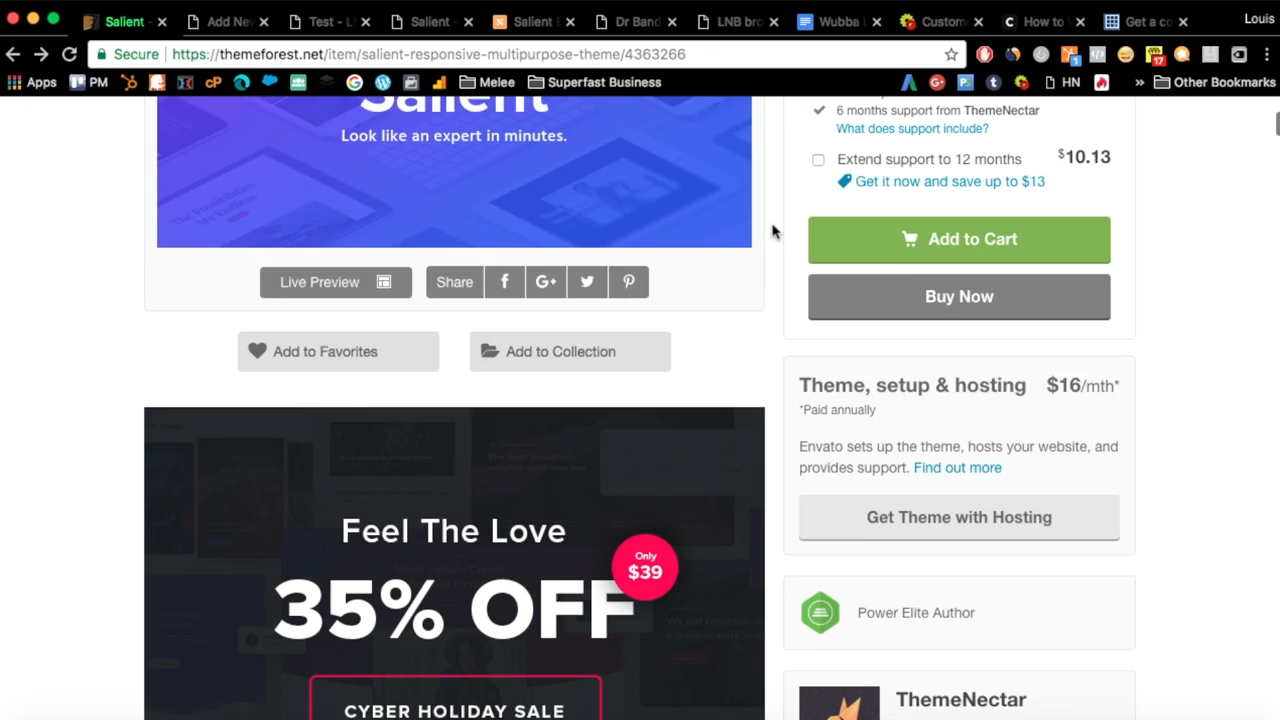 Salient -
Add Ne
Test - L
Salient -
Salient E
Dr Band
LNB bro
Wubba L
Custom
How to
Get a co
Louis
Secure
https://themeforest.net/item/salient-responsive-multipurpose-theme/4363266
Apps
PM
cP
Melee
Superfast Business
HN
Other Bookmarks
Salient
Look like an expert in minutes.
Live Preview
Share
Add to Favorites
Add to Collection
Feel The Love
35% OFF
Only
$39
CYBER HOLIDAY SALE
6 months support from ThemeNectar
What does support include?
Extend support to 12 months
$10.13
Get it now and save up to $13
Add to Cart
Buy Now
Theme, setup & hosting $16/mth*
*Paid annually
Envato sets up the theme, hosts your website, and
provides support. Find out more
Get Theme with Hosting
Power Elite Author
ThemeNectar